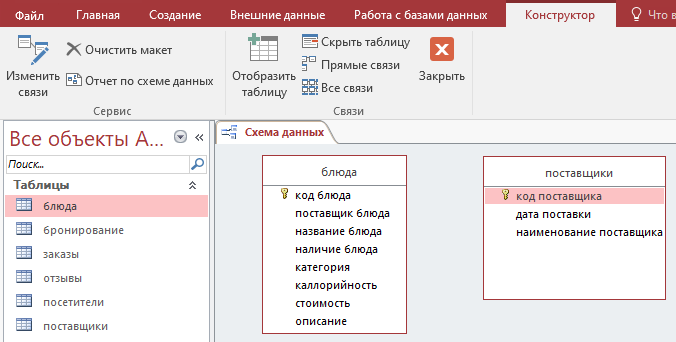 Файл Главная Создание Внешние данные Работа с базами данных Конструктор Что в
Изменить связи
Очистить макет
Отчет по схеме данных
Сервис
Отобразить таблицу
Скрыть таблицу
Прямые связи
Все связи
Закрыть
Связи
Все объекты A...
Поиск...
Таблицы
блюда
бронирование
заказы
отзывы
посетители
поставщики
Схема данных
блюда
код блюда
поставщик блюда
название блюда
наличие блюда
категория
каллорийность
стоимость
описание
поставщики
код поставщика
дата поставки
наименование поставщика